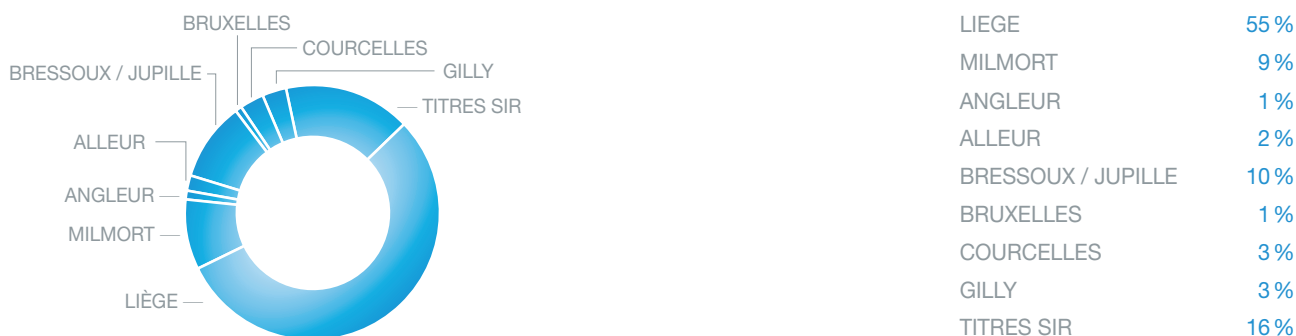 BRUXELLES
COURCELLES
BRESSOUX / JUPILLE
GILLY
TITRES SIR
ALLEUR
ANGLEUR
MILMORT
LIÈGE
LIEGE 55 %
MILMORT 9 %
ANGLEUR 1 %
ALLEUR 2 %
BRESSOUX / JUPILLE 10 %
BRUXELLES 1 %
COURCELLES 3 %
GILLY 3 %
TITRES SIR 16 %